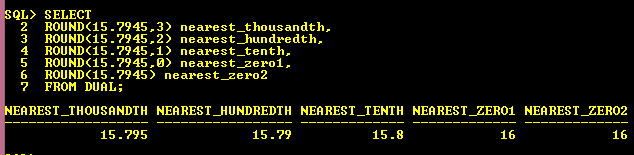 SQL> SELECT
2 ROUND(15.7945,3) nearest_thousandth,
3 ROUND(15.7945,2) nearest_hundredth,
4 ROUND(15.7945,1) nearest_tenth,
5 ROUND(15.7945,0) nearest_zero1,
6 ROUND(15.7945) nearest_zero2
7 FROM DUAL;
NEAREST_THOUSANDTH NEAREST_HUNDREDTH NEAREST_TENTH NEAREST_ZERO1 NEAREST_ZERO2
------------------ ----------------- ------------- ------------- -------------
15.795 15.79 15.8 16 16